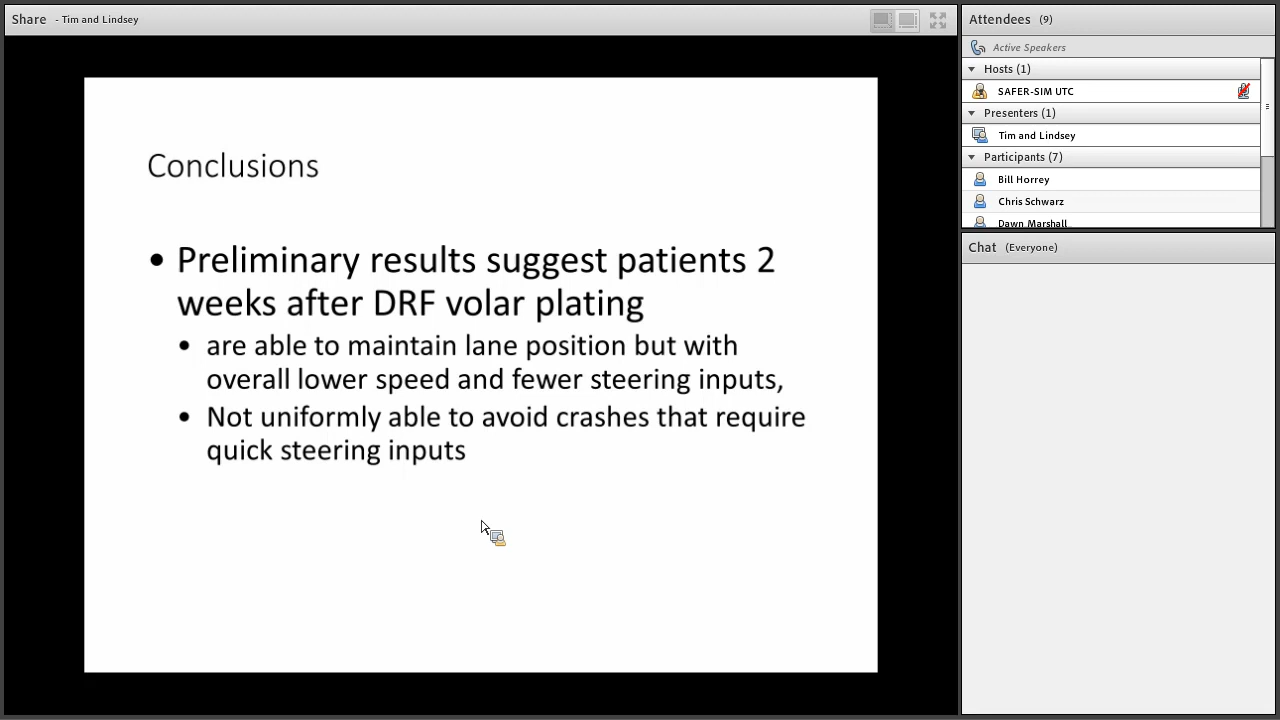 Share - Tim and Lindsey
Conclusions
• Preliminary results suggest patients 2
weeks after DRF volar plating
• are able to maintain lane position but with
overall lower speed and fewer steering inputs,
• Not uniformly able to avoid crashes that require
quick steering inputs
Attendees (9)
Active Speakers
Hosts (1)
SAFER-SIM UTC
Presenters (1)
Tim and Lindsey
Participants (7)
Bill Horrey
Chris Schwarz
Dawn Marshall
Chat (Everyone)